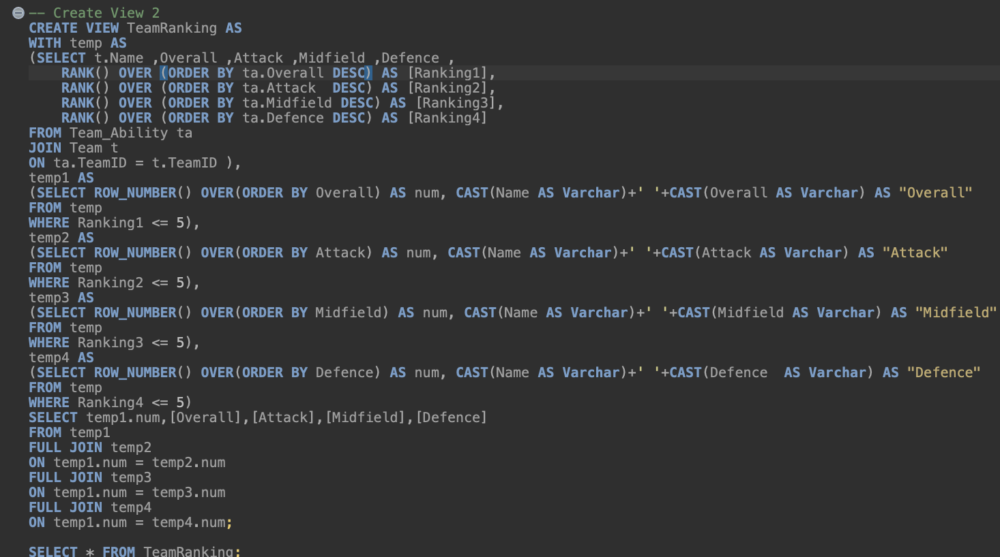 -- Create View 2
CREATE VIEW TeamRanking AS
WITH temp AS
(SELECT t.Name ,Overall ,Attack ,Midfield ,Defence ,
    RANK() OVER (ORDER BY ta.Overall DESC) AS [Ranking1],
    RANK() OVER (ORDER BY ta.Attack  DESC) AS [Ranking2],
    RANK() OVER (ORDER BY ta.Midfield DESC) AS [Ranking3],
    RANK() OVER (ORDER BY ta.Defence DESC) AS [Ranking4]
FROM Team_Ability ta
JOIN Team t
ON ta.TeamID = t.TeamID ),
temp1 AS
(SELECT ROW_NUMBER() OVER(ORDER BY Overall) AS num, CAST(Name AS Varchar)+' '+CAST(Overall AS Varchar) AS "Overall"
FROM temp
WHERE Ranking1 <= 5),
temp2 AS
(SELECT ROW_NUMBER() OVER(ORDER BY Attack) AS num, CAST(Name AS Varchar)+' '+CAST(Attack AS Varchar) AS "Attack"
FROM temp
WHERE Ranking2 <= 5),
temp3 AS
(SELECT ROW_NUMBER() OVER(ORDER BY Midfield) AS num, CAST(Name AS Varchar)+' '+CAST(Midfield AS Varchar) AS "Midfield"
FROM temp
WHERE Ranking3 <= 5),
temp4 AS
(SELECT ROW_NUMBER() OVER(ORDER BY Defence) AS num, CAST(Name AS Varchar)+' '+CAST(Defence  AS Varchar) AS "Defence"
FROM temp
WHERE Ranking4 <= 5)
SELECT temp1.num,[Overall],[Attack],[Midfield],[Defence]
FROM temp1
FULL JOIN temp2
ON temp1.num = temp2.num
FULL JOIN temp3
ON temp1.num = temp3.num
FULL JOIN temp4
ON temp1.num = temp4.num;
SELECT * FROM TeamRanking;